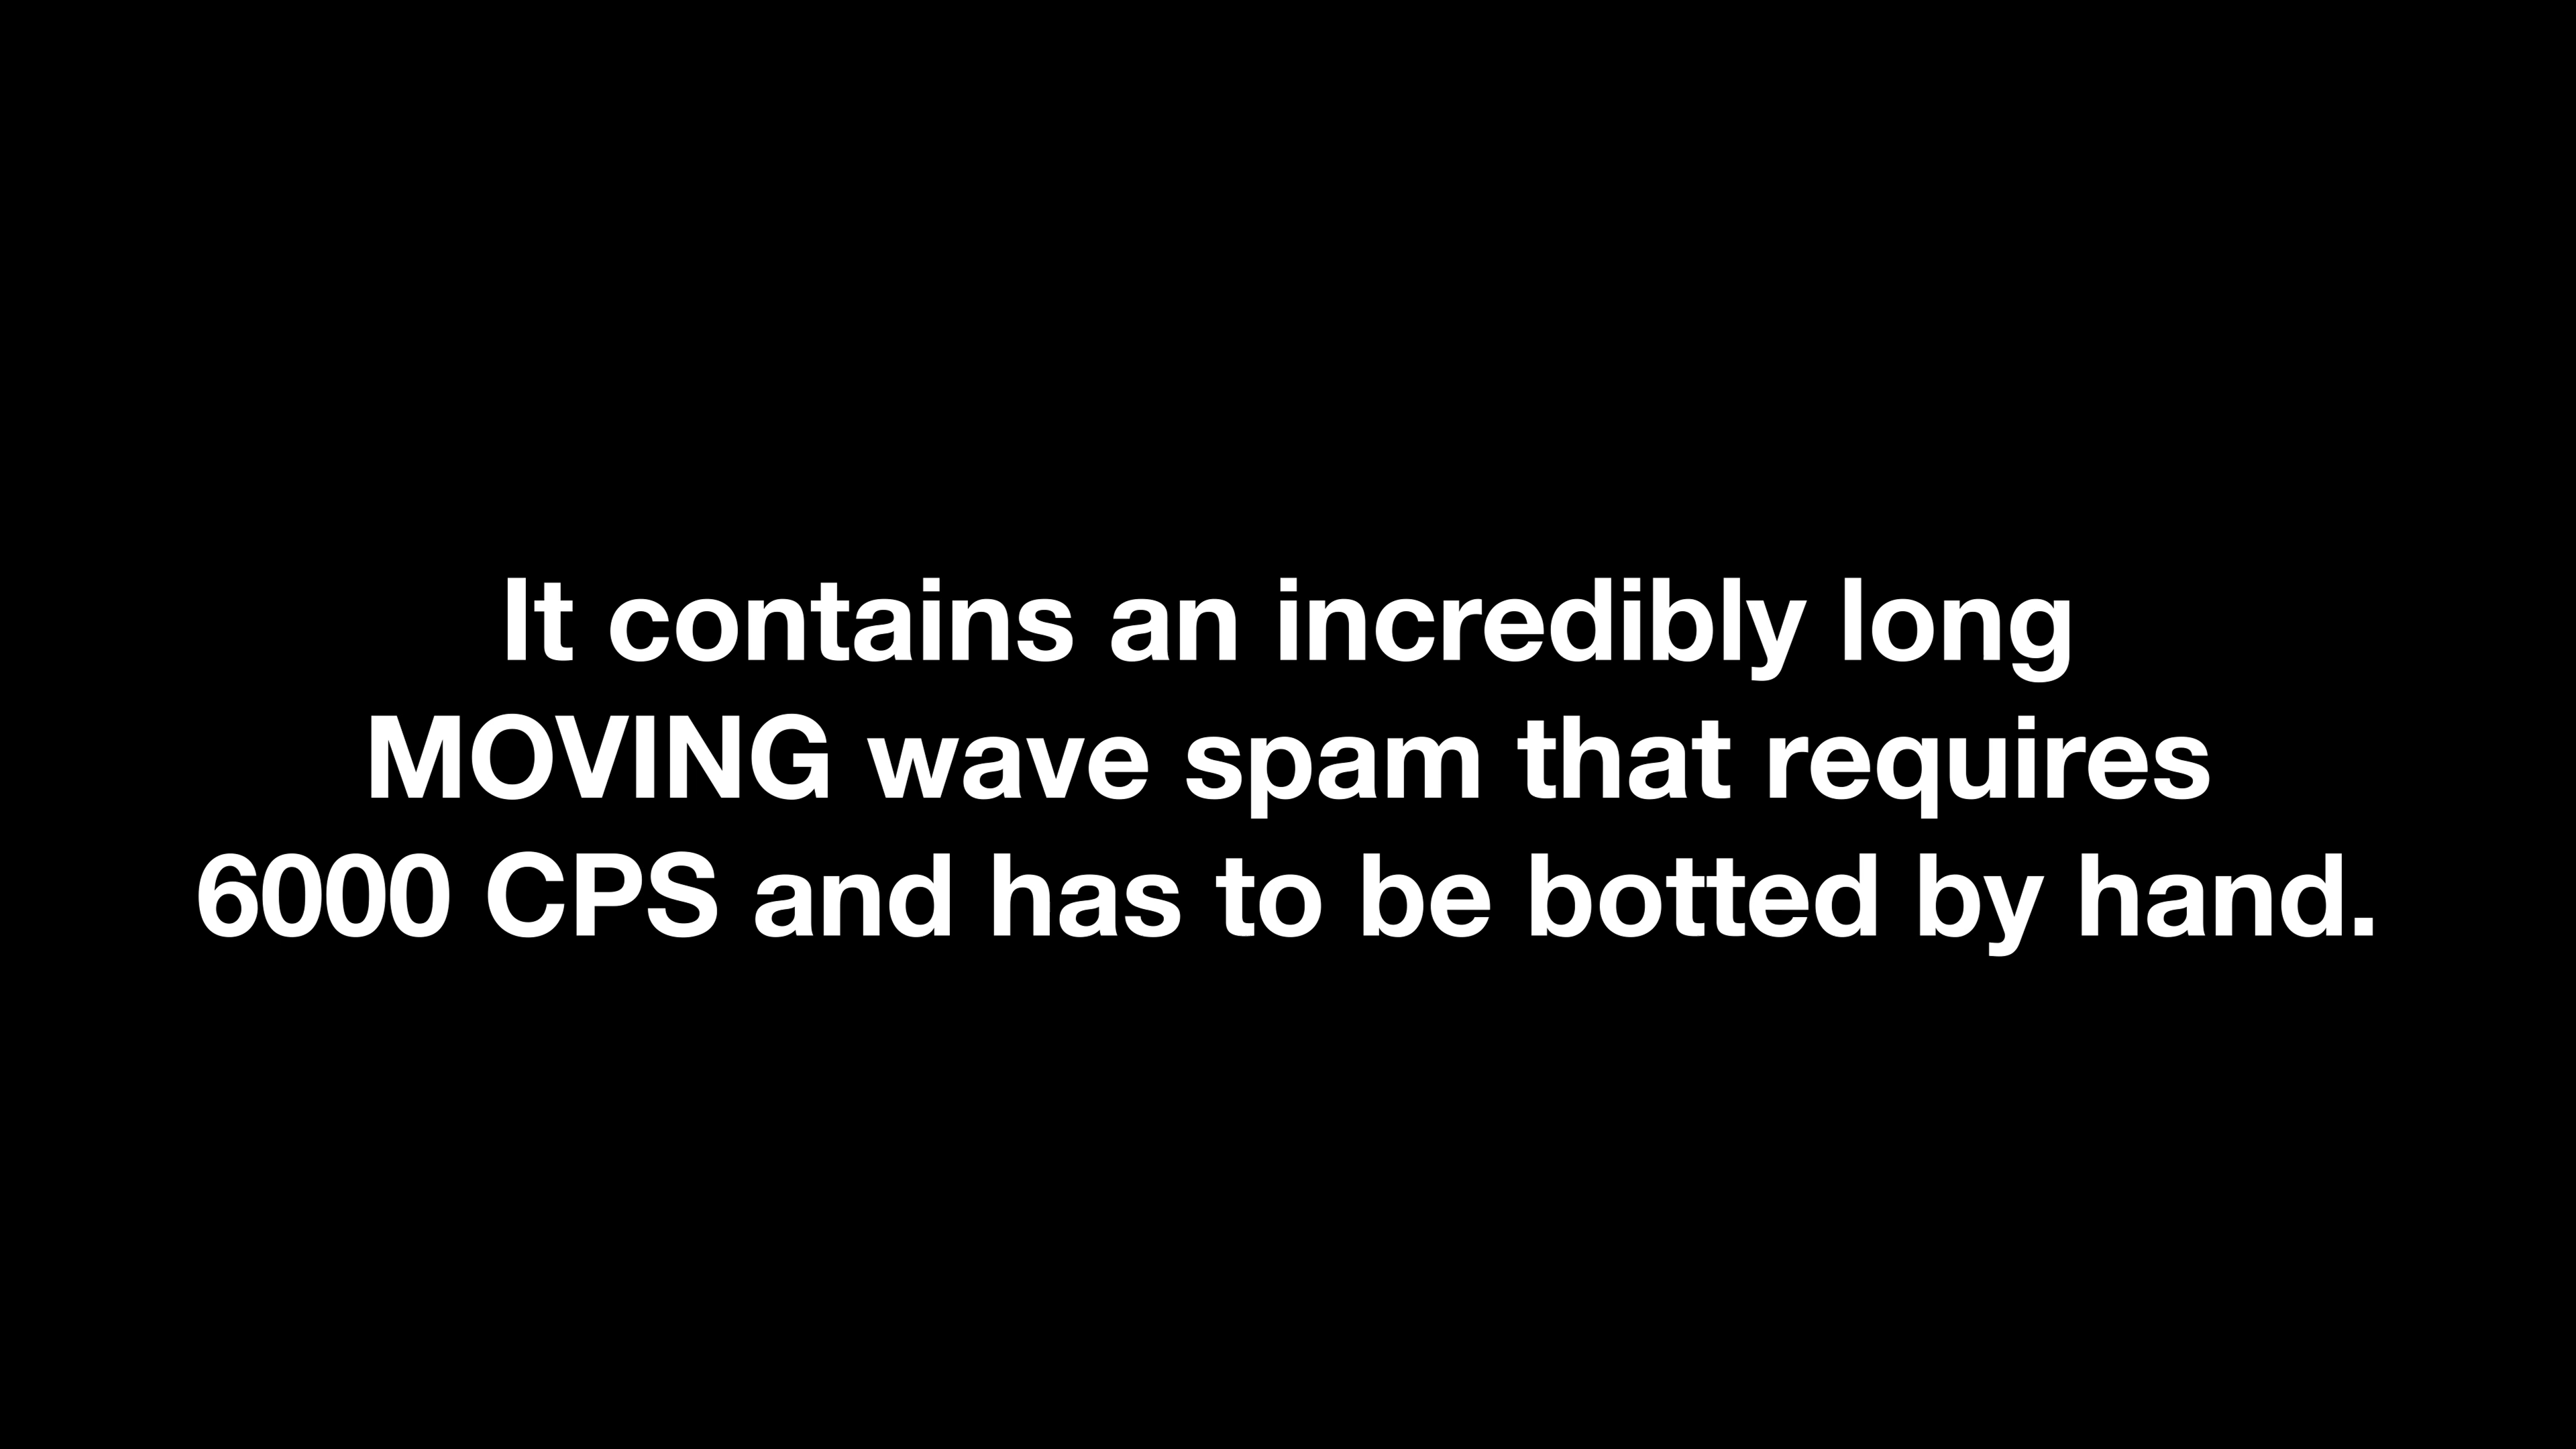 It contains an incredibly long
MOVING wave spam that requires
6000 CPS and has to be botted by hand.